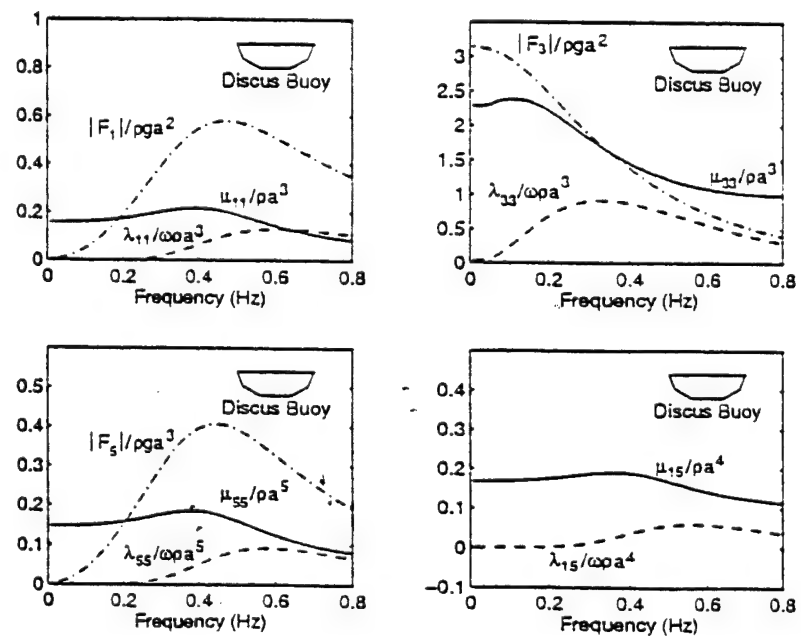 1
0.8
0.6
0.4
0.2
0
0
0.2
0.4
0.6
0.8
Frequency (Hz)
Discus Buoy
|F₁|/ρga²
μ₁₁/ρa³
λ₁₁/ωρa³
3
2.5
2
1.5
1
0.5
0
0
0.2
0.4
0.6
0.8
Frequency (Hz)
|F₃|/ρga²
Discus Buoy
μ₃₃/ρa³
λ₃₃/ωρa³
0.5
0.4
0.3
0.2
0.1
0
0
0.2
0.4
0.6
0.8
Frequency (Hz)
Discus Buoy
|F₅|/ρga³
μ₅₅/ρa⁵
λ₅₅/ωρa⁵
0.4
0.3
0.2
0.1
0
-0.1
0
0.2
0.4
0.6
0.8
Frequency (Hz)
Discus Buoy
μ₁₅/ρa⁴
λ₁₅/ωρa⁴